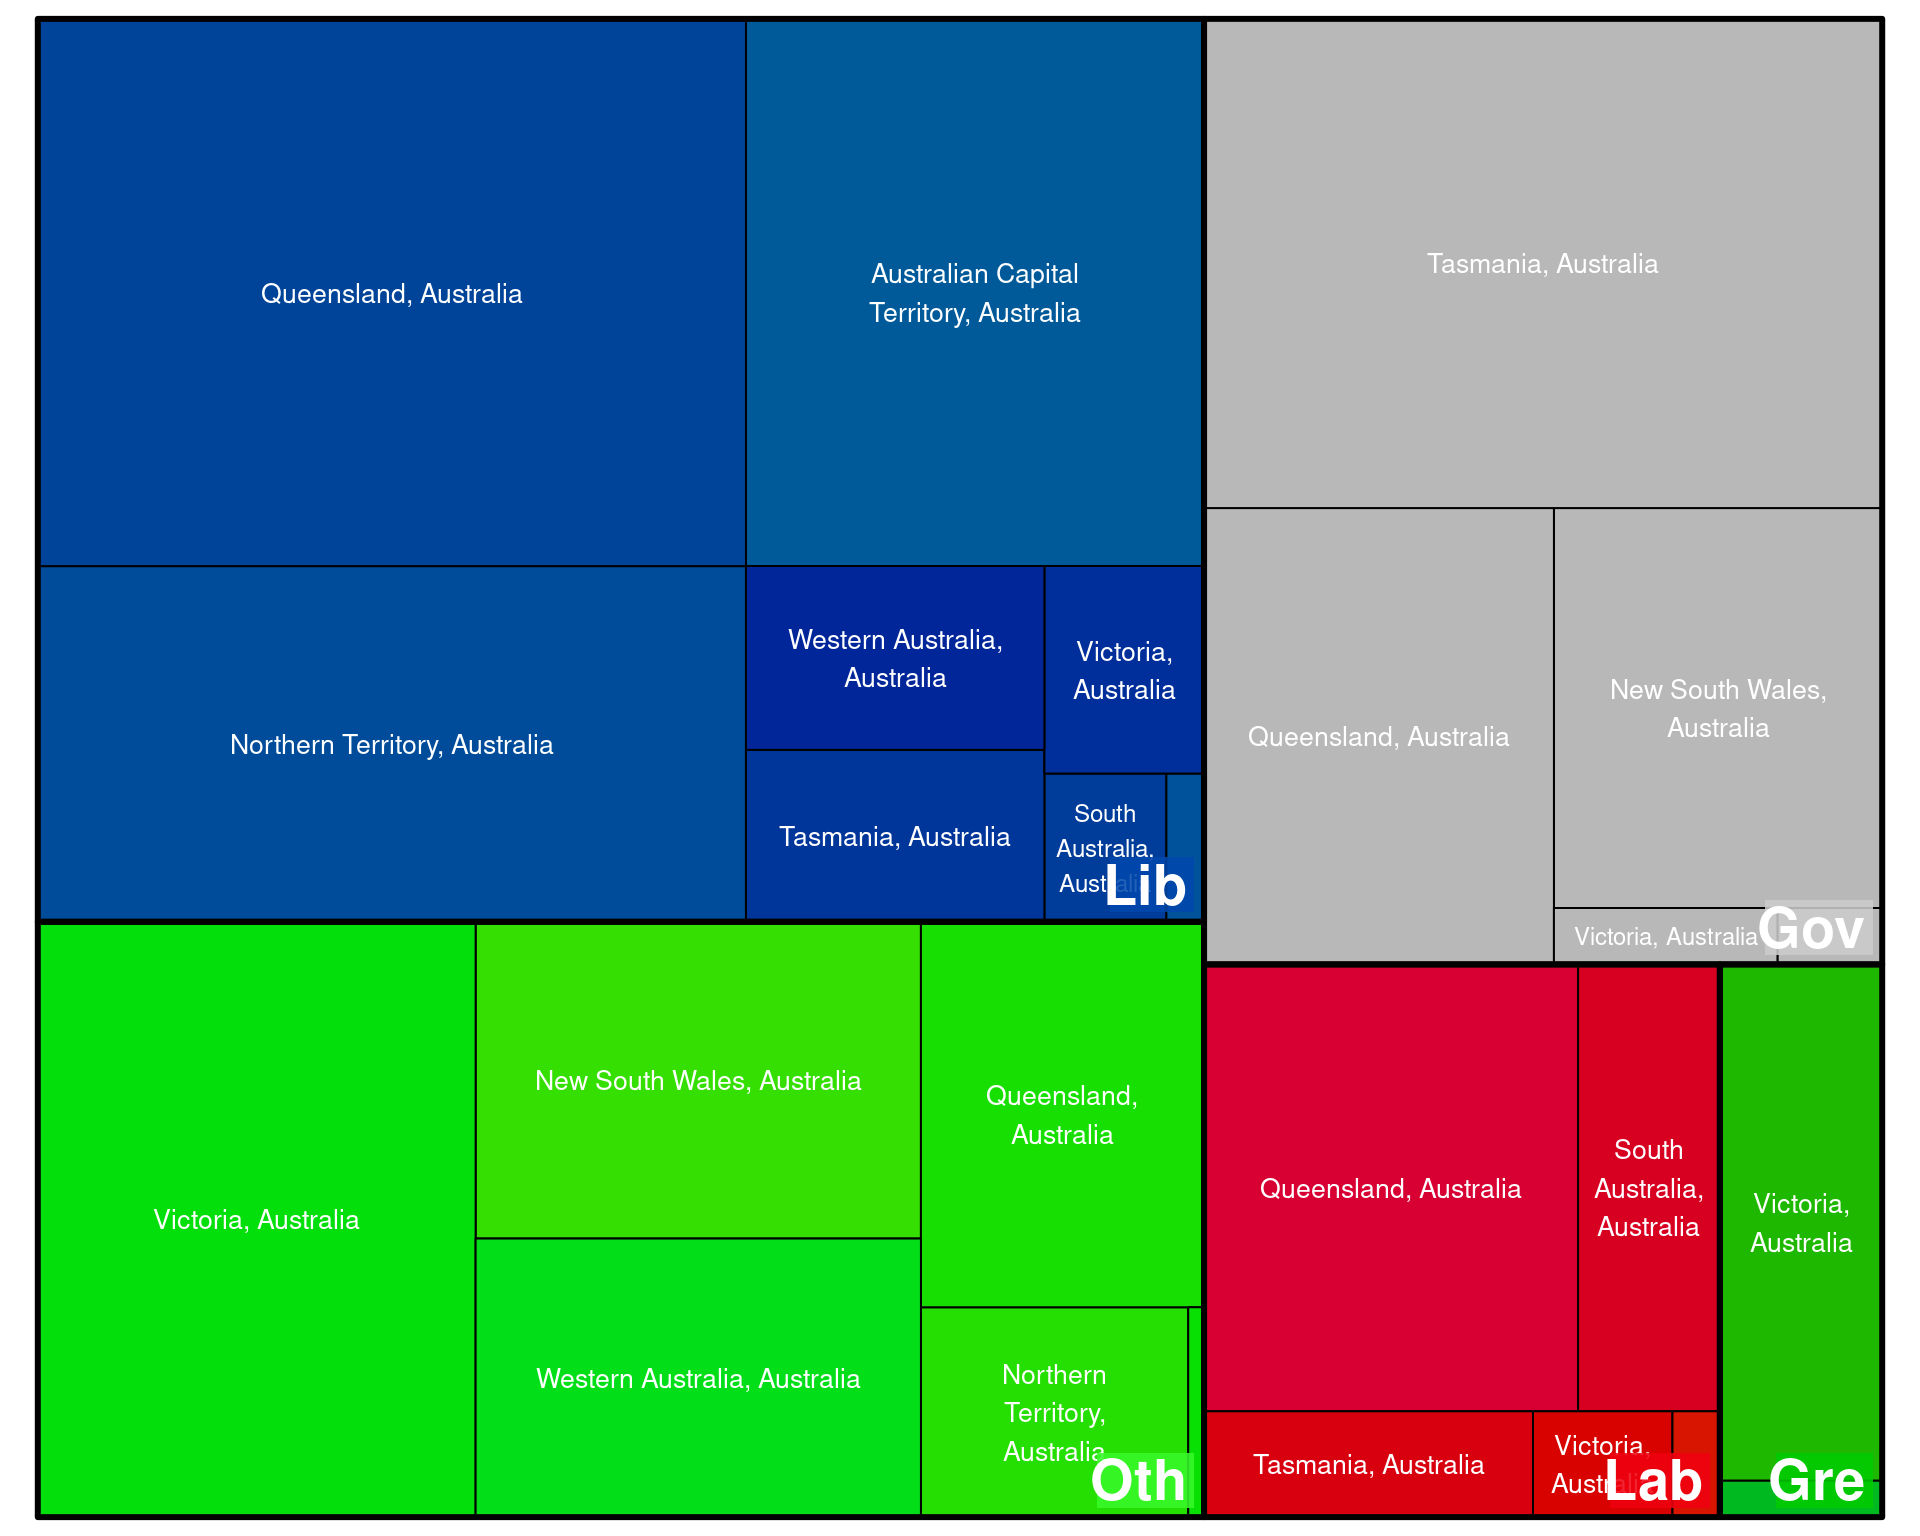 Queensland, Australia
Australian Capital
Territory, Australia
Northern Territory, Australia
Western Australia,
Australia
Victoria,
Australia
Tasmania, Australia
South
Australia,
Australia
Lib
Tasmania, Australia
Queensland, Australia
New South Wales,
Australia
Victoria, Australia
Gov
Victoria, Australia
New South Wales, Australia
Queensland,
Australia
Western Australia, Australia
Northern
Territory,
Australia
Oth
Queensland, Australia
South
Australia,
Australia
Tasmania, Australia
Victoria,
Australia
Lab
Victoria,
Australia
Gre